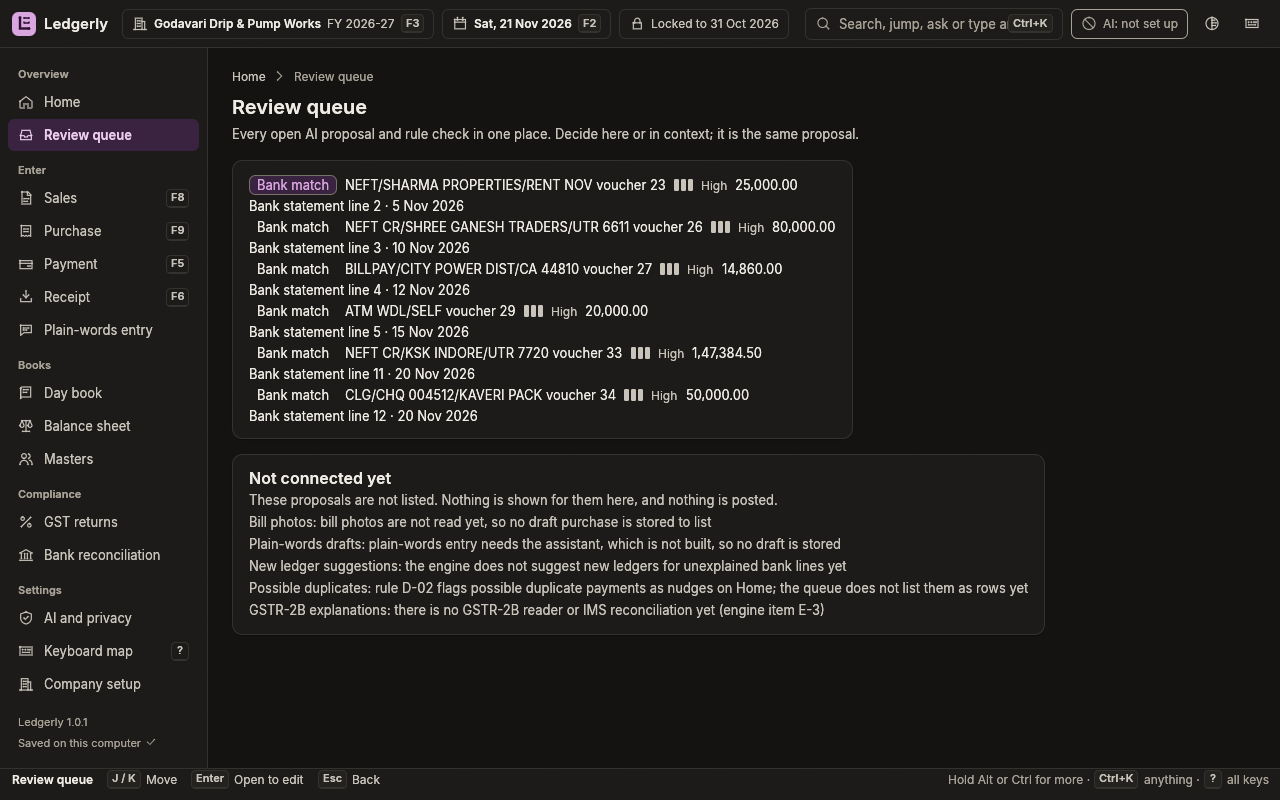 Ledgerly
Godavari Drip & Pump Works FY 2026-27 F3
Sat, 21 Nov 2026 F2
Locked to 31 Oct 2026
Search, jump, ask or type a Ctrl+K
AI: not set up
Overview
Home
Review queue
Enter
Sales F8
Purchase F9
Payment F5
Receipt F6
Plain-words entry
Books
Day book
Balance sheet
Masters
Compliance
GST returns
Bank reconciliation
Settings
AI and privacy
Keyboard map ?
Company setup
Ledgerly 1.0.1
Saved on this computer
Home Review queue
Review queue
Every open AI proposal and rule check in one place. Decide here or in context; it is the same proposal.
Bank match NEFT/SHARMA PROPERTIES/RENT NOV voucher 23 High 25,000.00
Bank statement line 2 · 5 Nov 2026
Bank match NEFT CR/SHREE GANESH TRADERS/UTR 6611 voucher 26 High 80,000.00
Bank statement line 3 · 10 Nov 2026
Bank match BILLPAY/CITY POWER DIST/CA 44810 voucher 27 High 14,860.00
Bank statement line 4 · 12 Nov 2026
Bank match ATM WDL/SELF voucher 29 High 20,000.00
Bank statement line 5 · 15 Nov 2026
Bank match NEFT CR/KSK INDORE/UTR 7720 voucher 33 High 1,47,384.50
Bank statement line 11 · 20 Nov 2026
Bank match CLG/CHQ 004512/KAVERI PACK voucher 34 High 50,000.00
Bank statement line 12 · 20 Nov 2026
Not connected yet
These proposals are not listed. Nothing is shown for them here, and nothing is posted.
Bill photos: bill photos are not read yet, so no draft purchase is stored to list
Plain-words drafts: plain-words entry needs the assistant, which is not built, so no draft is stored
New ledger suggestions: the engine does not suggest new ledgers for unexplained bank lines yet
Possible duplicates: rule D-02 flags possible duplicate payments as nudges on Home; the queue does not list them as rows yet
GSTR-2B explanations: there is no GSTR-2B reader or IMS reconciliation yet (engine item E-3)
Review queue J / K Move Enter Open to edit Esc Back
Hold Alt or Ctrl for more · Ctrl+K anything · ? all keys